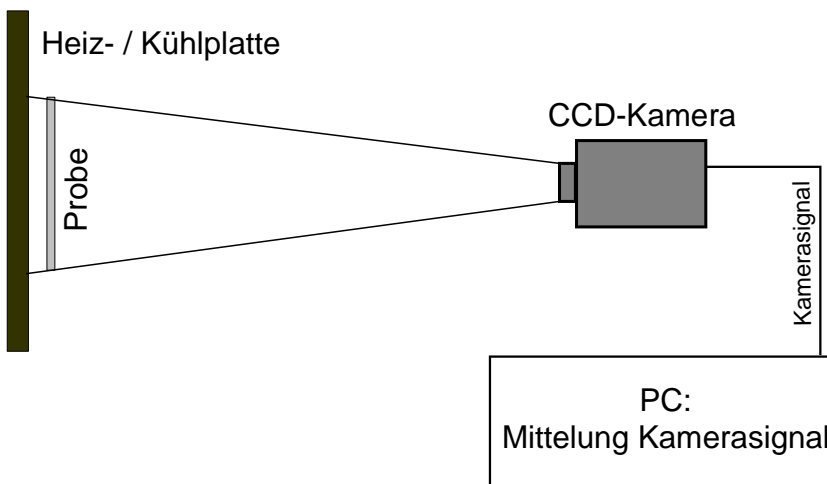 Heiz- / Kühlplatte
CCD-Kamera
Probe
Kamerasignal
PC:
Mittelung Kamerasignal